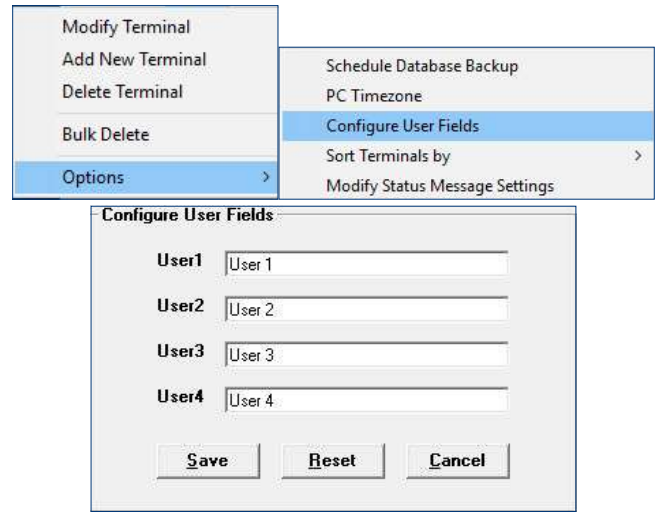 Modify Terminal
Add New Terminal
Delete Terminal
Bulk Delete
Options >
Schedule Database Backup
PC Timezone
Configure User Fields
Sort Terminals by >
Modify Status Message Settings
Configure User Fields
User1 User 1
User2 User 2
User3 User 3
User4 User 4
Save Reset Cancel